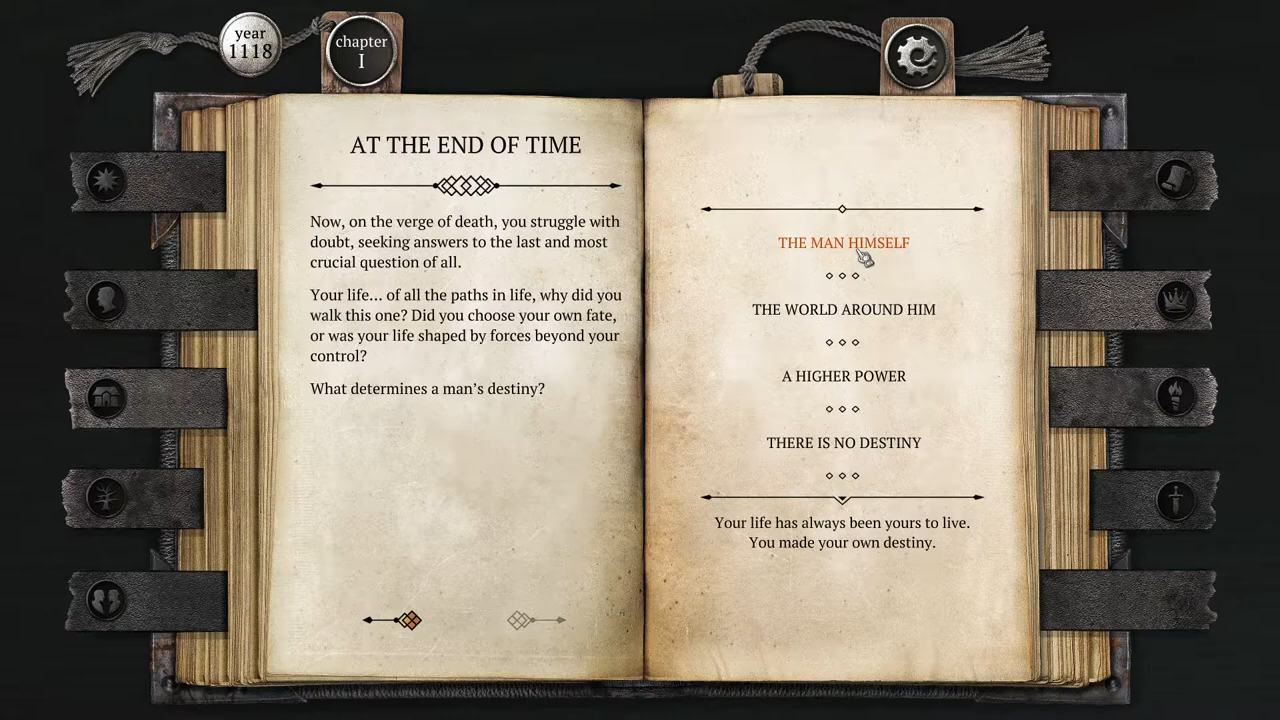 year
1118
chapter
I
AT THE END OF TIME
Now, on the verge of death, you struggle with
doubt, seeking answers to the last and most
crucial question of all.
Your life... of all the paths in life, why did you
walk this one? Did you choose your own fate,
or was your life shaped by forces beyond your
control?
What determines a man’s destiny?
THE MAN HIMSELF
THE WORLD AROUND HIM
A HIGHER POWER
THERE IS NO DESTINY
Your life has always been yours to live.
You made your own destiny.